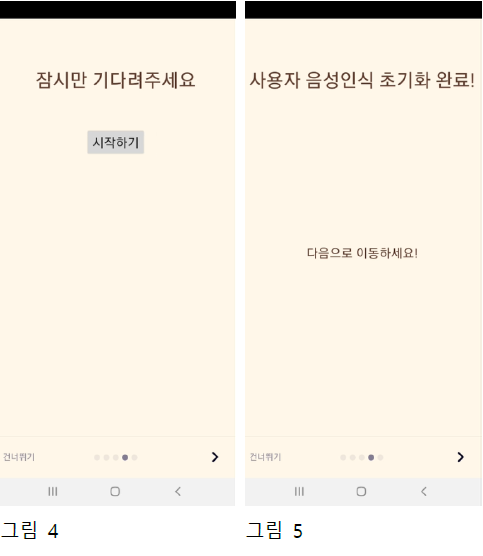 잠시만 기다려주세요
시작하기
건너뛰기
그림 4
사용자 음성인식 초기화 완료!
다음으로 이동하세요!
건너뛰기
그림 5